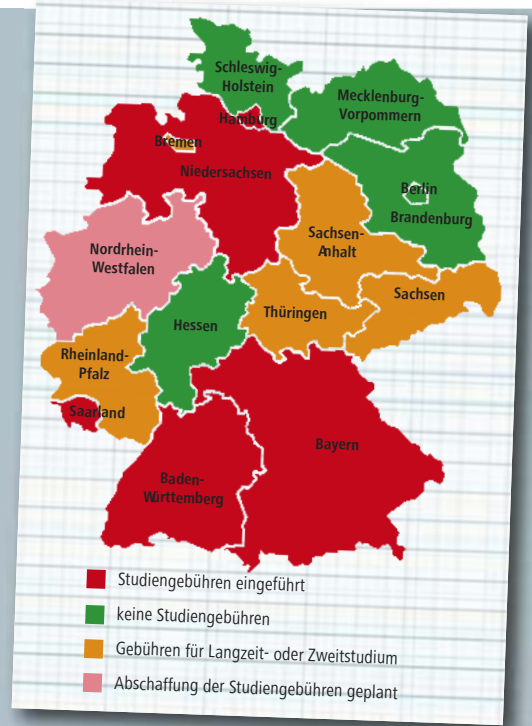 Schleswig-
Holstein
Mecklenburg-
Vorpommern
Hamburg
Bremen
Niedersachsen
Berlin
Brandenburg
Sachsen-
Anhalt
Nordrhein-
Westfalen
Sachsen
Thüringen
Hessen
Rheinland-
Pfalz
Saarland
Bayern
Baden-
Württemberg
Studiengebühren eingeführt
keine Studiengebühren
Gebühren für Langzeit- oder Zweitstudium
Abschaffung der Studiengebühren geplant